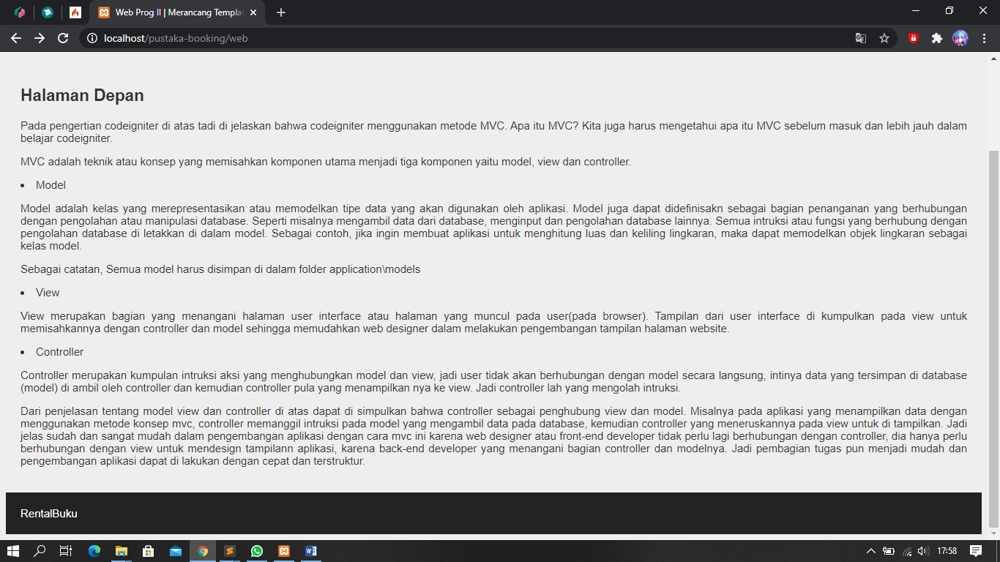 Web Prog II | Merancang Templat
localhost/pustaka-booking/web
Halaman Depan
Pada pengertian codeigniter di atas tadi di jelaskan bahwa codeigniter menggunakan metode MVC. Apa itu MVC? Kita juga harus mengetahui apa itu MVC sebelum masuk dan lebih jauh dalam
belajar codeigniter.
MVC adalah teknik atau konsep yang memisahkan komponen utama menjadi tiga komponen yaitu model, view dan controller.
• Model
Model adalah kelas yang merepresentasikan atau memodelkan tipe data yang akan digunakan oleh aplikasi. Model juga dapat didefinisakn sebagai bagian penanganan yang berhubungan
dengan pengolahan atau manipulasi database. Seperti misalnya mengambil data dari database, menginput dan pengolahan database lainnya. Semua intruksi atau fungsi yang berhubung dengan
pengolahan database di letakkan di dalam model. Sebagai contoh, jika ingin membuat aplikasi untuk menghitung luas dan keliling lingkaran, maka dapat memodelkan objek lingkaran sebagai
kelas model.
Sebagai catatan, Semua model harus disimpan di dalam folder application\models
• View
View merupakan bagian yang menangani halaman user interface atau halaman yang muncul pada user(pada browser). Tampilan dari user interface di kumpulkan pada view untuk
memisahkannya dengan controller dan model sehingga memudahkan web designer dalam melakukan pengembangan tampilan halaman website.
• Controller
Controller merupakan kumpulan intruksi aksi yang menghubungkan model dan view, jadi user tidak akan berhubungan dengan model secara langsung, intinya data yang tersimpan di database
(model) di ambil oleh controller dan kemudian controller pula yang menampilkan nya ke view. Jadi controller lah yang mengolah intruksi.
Dari penjelasan tentang model view dan controller di atas dapat di simpulkan bahwa controller sebagai penghubung view dan model. Misalnya pada aplikasi yang menampilkan data dengan
menggunakan metode konsep mvc, controller memanggil intruksi pada model yang mengambil data pada database, kemudian controller yang meneruskannya pada view untuk di tampilkan. Jadi
jelas sudah dan sangat mudah dalam pengembangan aplikasi dengan cara mvc ini karena web designer atau front-end developer tidak perlu lagi berhubungan dengan controller, dia hanya perlu
berhubungan dengan view untuk mendesign tampilann aplikasi, karena back-end developer yang menangani bagian controller dan modelnya. Jadi pembagian tugas pun menjadi mudah dan
pengembangan aplikasi dapat di lakukan dengan cepat dan terstruktur.
RentalBuku
17:58